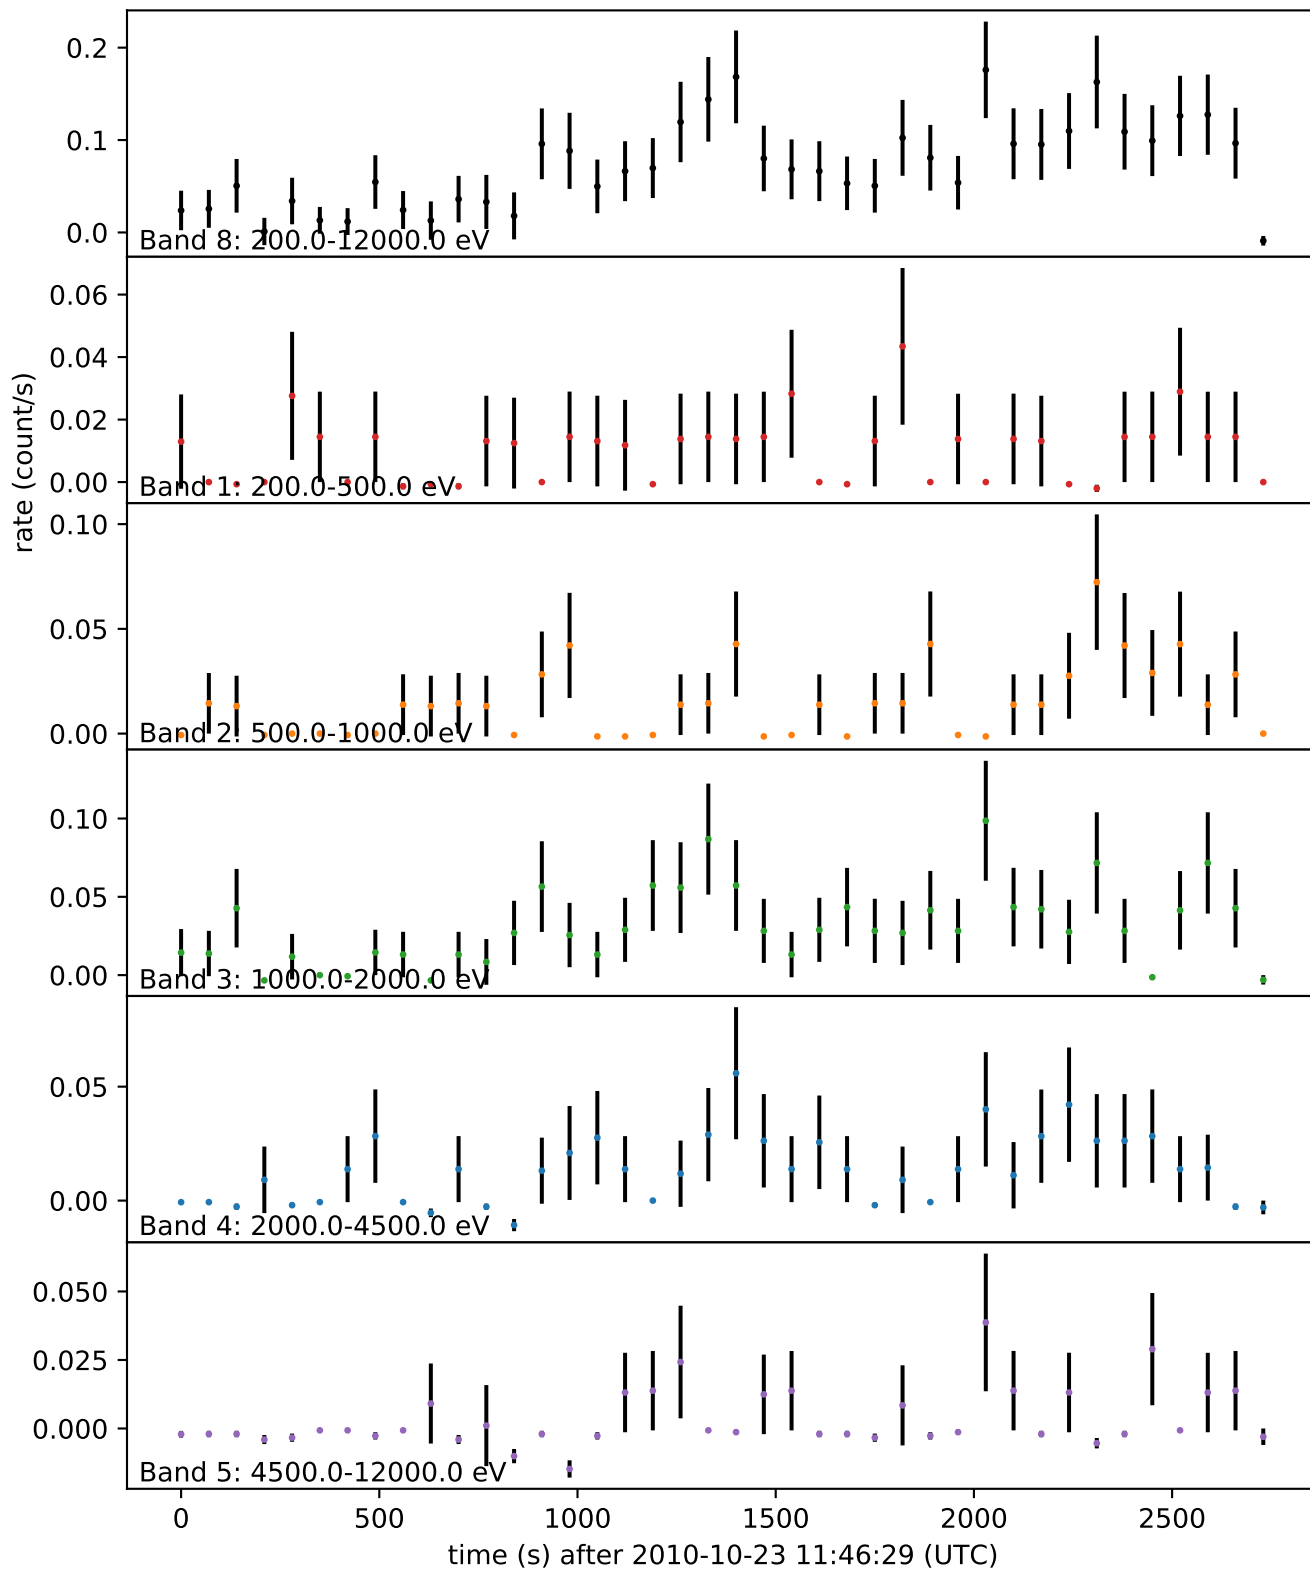 0.2
0.1
0.0
Band 8: 200.0-12000.0 eV
0.06
0.04
0.02
0.00
Band 1: 200.0-500.0 eV
rate (count/s)
0.10
0.05
0.00
Band 2: 500.0-1000.0 eV
0.10
0.05
0.00
Band 3: 1000.0-2000.0 eV
0.05
0.00
Band 4: 2000.0-4500.0 eV
0.050
0.025
0.000
Band 5: 4500.0-12000.0 eV
0 500 1000 1500 2000 2500
time (s) after 2010-10-23 11:46:29 (UTC)